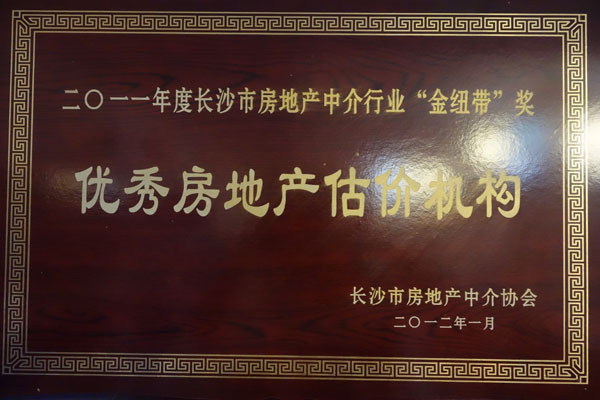 二〇一一年度长沙市房地产中介行业“金纽带”奖
优秀房地产估价机构
长沙市房地产中介协会
二〇一二年一月